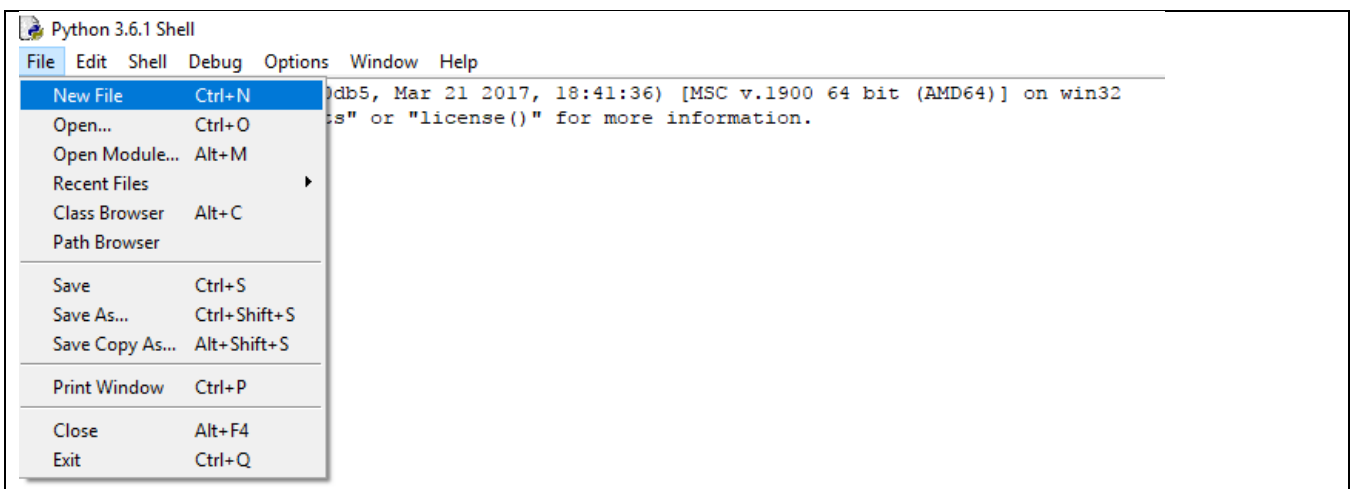 Python 3.6.1 Shell
File Edit Shell Debug Options Window Help
New File Ctrl+N
db5, Mar 21 2017, 18:41:36) [MSC v.1900 64 bit (AMD64)] on win32
Open... Ctrl+O
ts" or "license()" for more information.
Open Module... Alt+M
Recent Files
Class Browser Alt+C
Path Browser
Save Ctrl+S
Save As... Ctrl+Shift+S
Save Copy As... Alt+Shift+S
Print Window Ctrl+P
Close Alt+F4
Exit Ctrl+Q